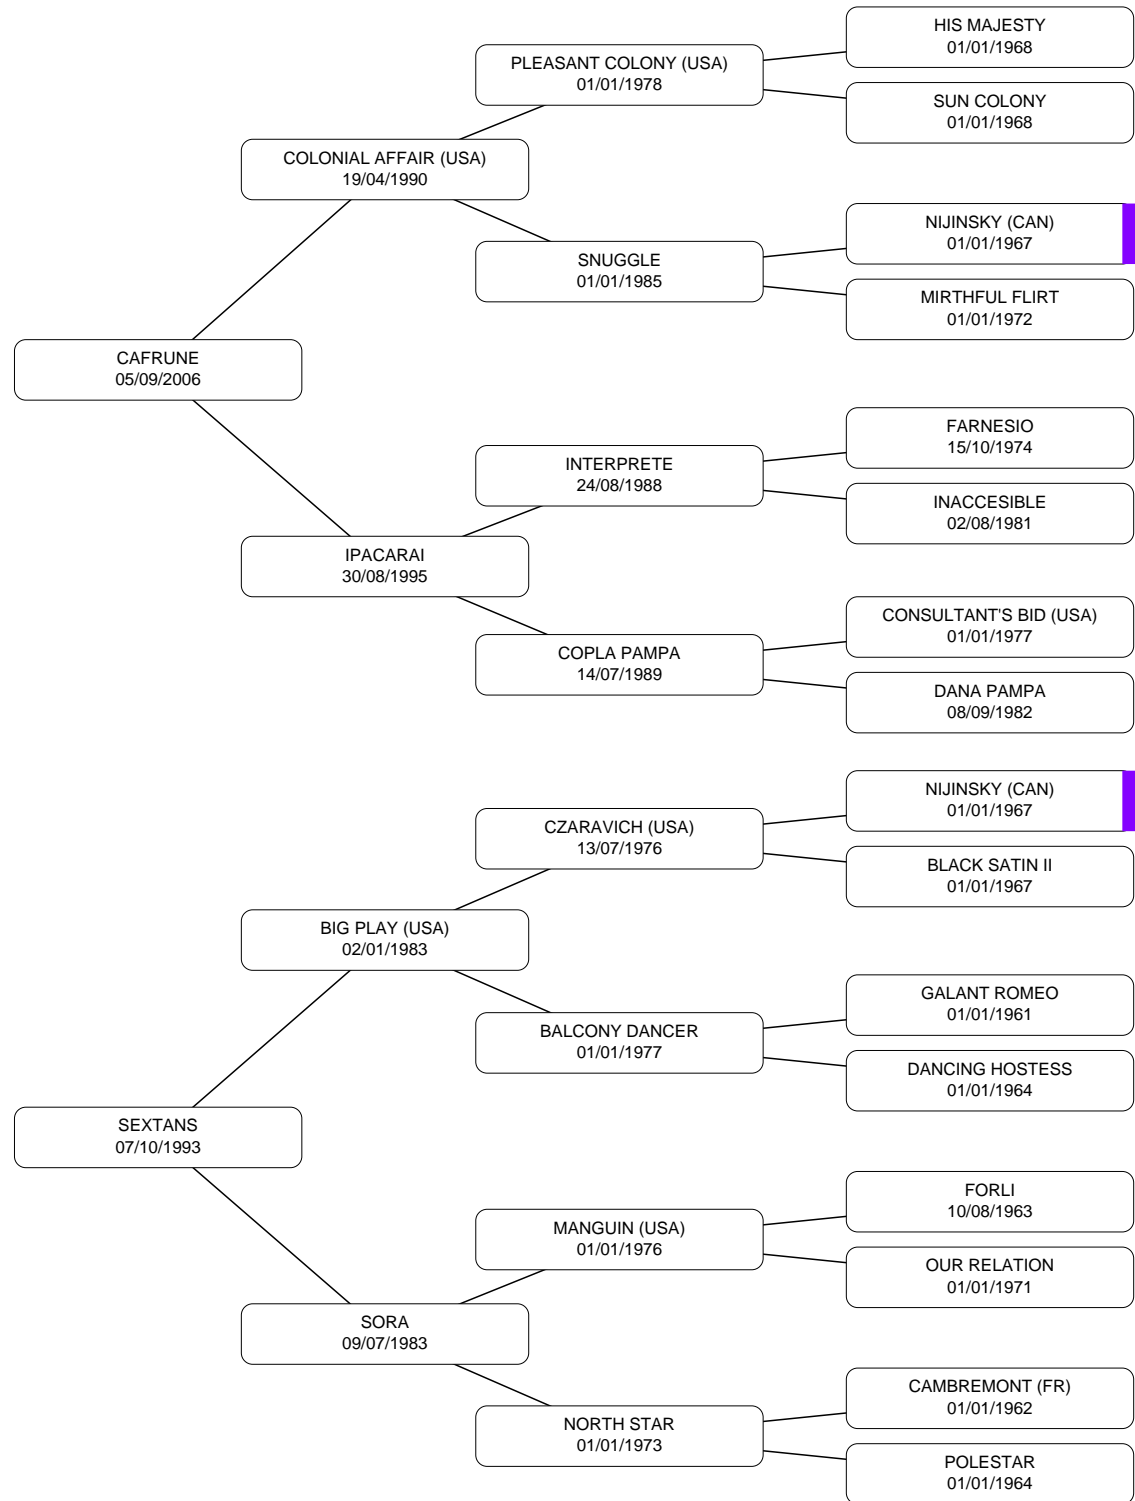 HIS MAJESTY
01/01/1968
PLEASANT COLONY (USA)
01/01/1978
SUN COLONY
01/01/1968
COLONIAL AFFAIR (USA)
19/04/1990
NIJINSKY (CAN)
01/01/1967
SNUGGLE
01/01/1985
MIRTHFUL FLIRT
01/01/1972
CAFRUNE
05/09/2006
FARNESIO
15/10/1974
INTERPRETE
24/08/1988
INACCESIBLE
02/08/1981
IPACARAI
30/08/1995
CONSULTANT'S BID (USA)
01/01/1977
COPLA PAMPA
14/07/1989
DANA PAMPA
08/09/1982
NIJINSKY (CAN)
01/01/1967
CZARAVICH (USA)
13/07/1976
BLACK SATIN II
01/01/1967
BIG PLAY (USA)
02/01/1983
GALANT ROMEO
01/01/1961
BALCONY DANCER
01/01/1977
DANCING HOSTESS
01/01/1964
SEXTANS
07/10/1993
FORLI
10/08/1963
MANGUIN (USA)
01/01/1976
OUR RELATION
01/01/1971
SORA
09/07/1983
CAMBREMONT (FR)
01/01/1962
NORTH STAR
01/01/1973
POLESTAR
01/01/1964